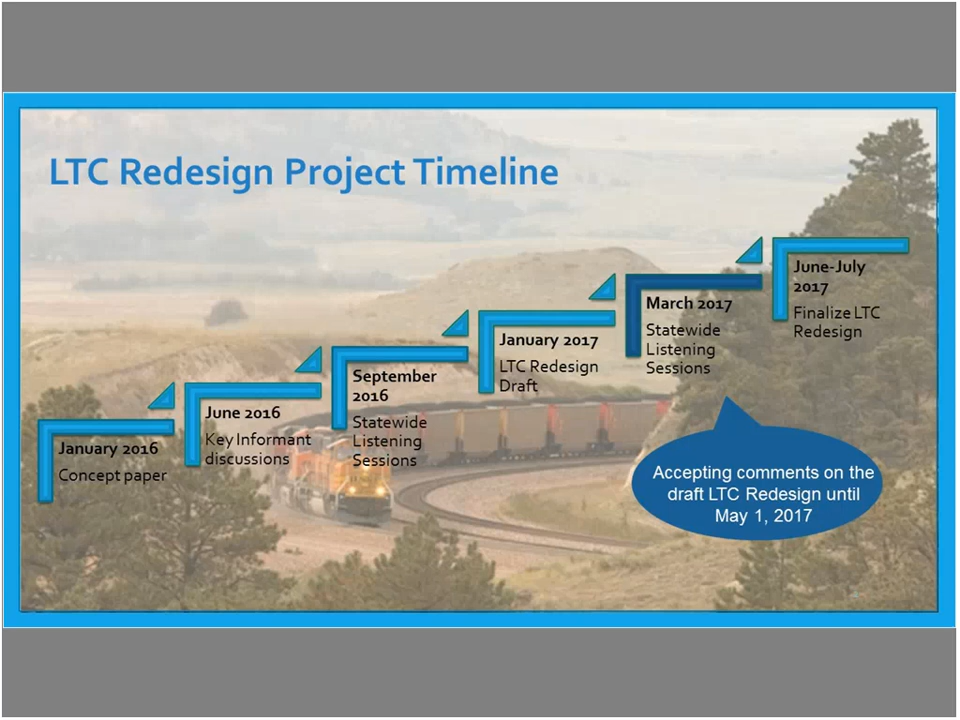 LTC Redesign Project Timeline
January 2016
Concept paper
June 2016
Key Informant
discussions
September
2016
Statewide
Listening
Sessions
January 2017
LTC Redesign
Draft
March 2017
Statewide
Listening
Sessions
June-July
2017
Finalize LTC
Redesign
Accepting comments on the
draft LTC Redesign until
May 1, 2017